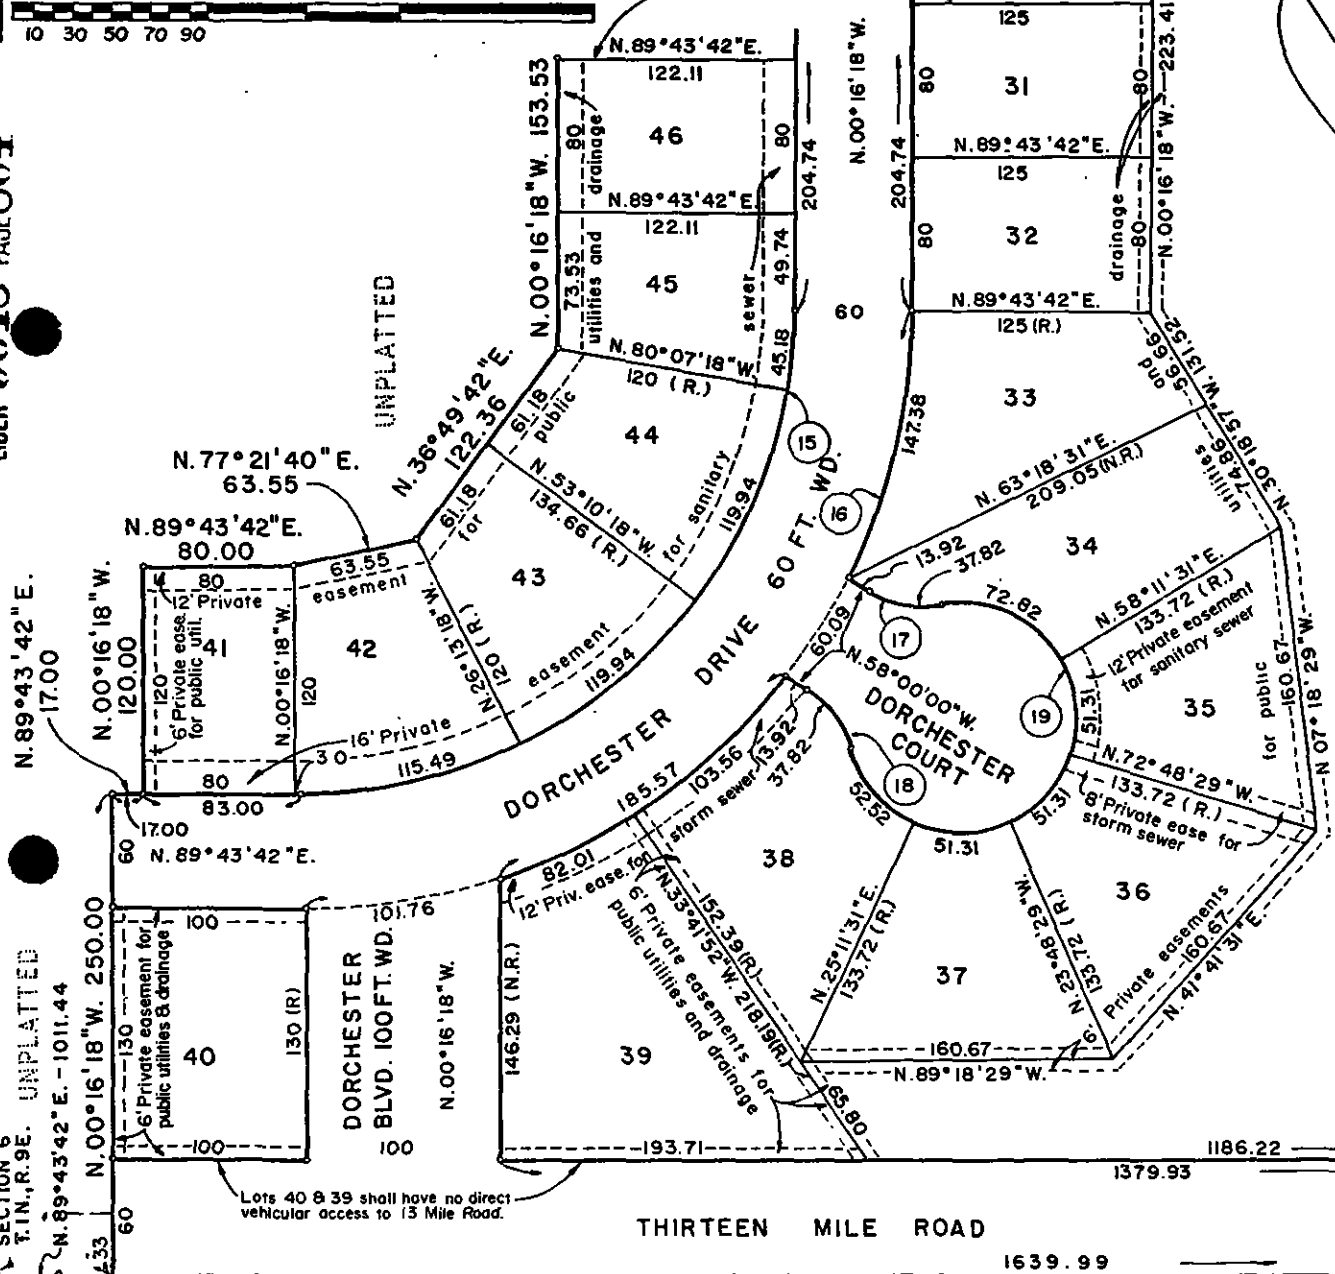 10 30 50 70 90
N.89°43'42"E.
122.11
N.00°16'18"W. 153.53
80
drainage
46
80
204.74
N.89°43'42"E.
122.11
73.53
utilities and
45
sewer
49.74
45.18
N.80°07'18"W.
120 (R.)
N.00°16'18"W.
60
204.74
125
80
31
80
N.89°43'42"E.
125
80
32
80
drainage
N.00°16'18"W. 223.41
N.89°43'42"E.
125 (R.)
33
147.38
and
56.66
N.30°18'57"W. 131.52
74.86
utilities
UNPLATTED
N.36°49'42"E.
122.36
61.18
public
44
N.53°10'18"W.
134.66 (R.)
for sanitary
119.94
15
16
N.63°18'31"E.
209.05 (N.R.)
N.77°21'40"E.
63.55
N.89°43'42"E.
80.00
61.18
for
43
63.55
easement
80
12' Private
N.00°16'18"W.
120.00
120
6' Private ease.
for public util.
41
N.00°16'18"W.
120
42
N.26°13'18"W.
120 (R.)
easement
119.94
N.89°43'42"E.
17.00
16' Private
3.0
80
83.00
115.49
17.00
60
N.89°43'42"E.
DORCHESTER DRIVE 60 FT. WD.
13.92
37.82
34
72.82
N.58°11'31"E.
133.72 (R.)
12' Private easement
for sanitary sewer
17
60.09
N.58°00'00"W.
DORCHESTER
COURT
19
51.31
35
for public
160.67
N 07°18'29"W.
N.72°48'29"W.
133.72 (R.)
8' Private ease for
storm sewer
51.31
18
13.92
37.82
52.52
51.31
185.57
103.56
storm sewer
82.01
12' Priv. ease. for
38
36
37
N.25°11'31"E.
133.72 (R.)
N.23°48'29"W.
133.72 (R.)
Private easements
6'
160.67
N.41°41'31"E.
160.67
N.89°18'29"W.
152.39 (R.)
N.33°41'52"W. 218.19 (R.)
6' Private easements for
public utilities and drainage
65.80
39
146.29 (N.R.)
193.71
101.76
DORCHESTER
BLVD. 100 FT. WD.
N.00°16'18"W.
100
100
130
6' Private easement for
public utilities & drainage
40
130 (R)
100
N.00°16'18"W. 250.00
UNPLATTED
N.89°43'42"E.-1011.44
SECTION 6
T.1N., R.9E.
60
33
Lots 40 & 39 shall have no direct
vehicular access to 13 Mile Road.
1186.22
1379.93
THIRTEEN MILE ROAD
1639.99